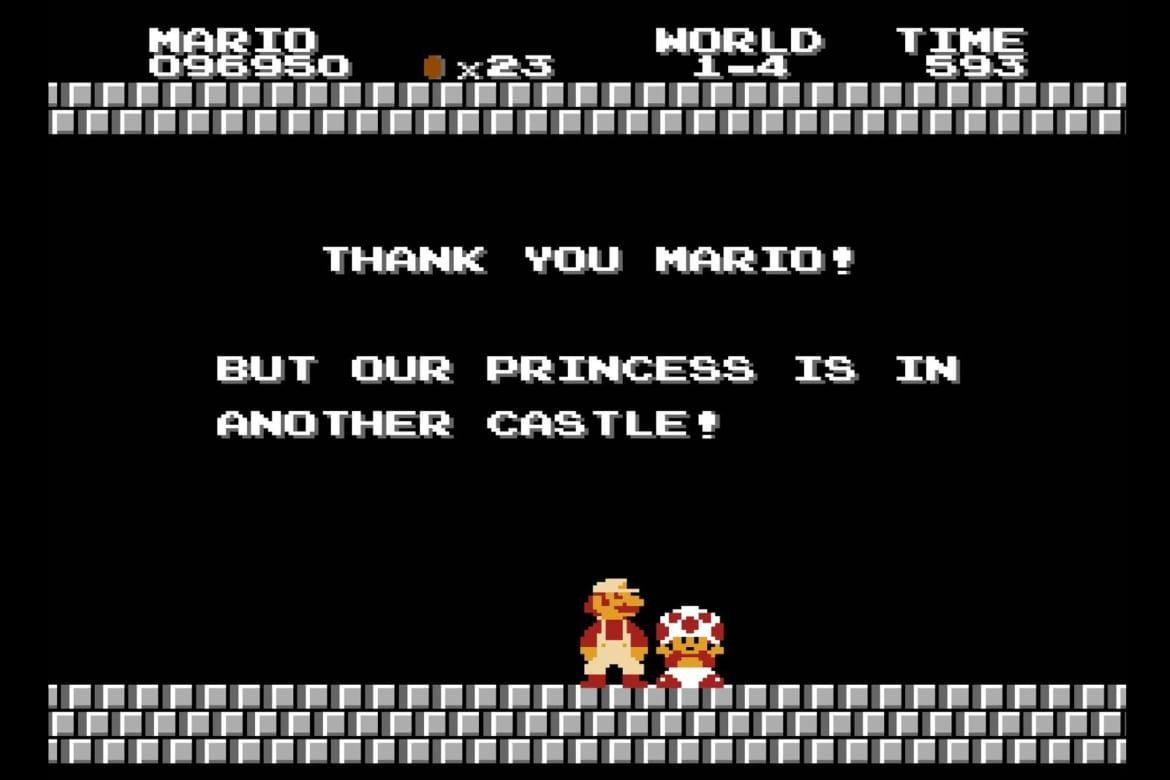 MARIO WORLD TIME
096950 x23 1-4 593
THANK YOU MARIO!
BUT OUR PRINCESS IS IN
ANOTHER CASTLE!